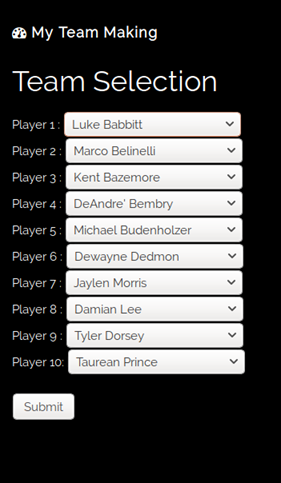 My Team Making
Team Selection
Player 1 : Luke Babbitt
Player 2 : Marco Belinelli
Player 3 : Kent Bazemore
Player 4 : DeAndre' Bembry
Player 5 : Michael Budenholzer
Player 6 : Dewayne Dedmon
Player 7 : Jaylen Morris
Player 8 : Damian Lee
Player 9 : Tyler Dorsey
Player 10: Taurean Prince
Submit